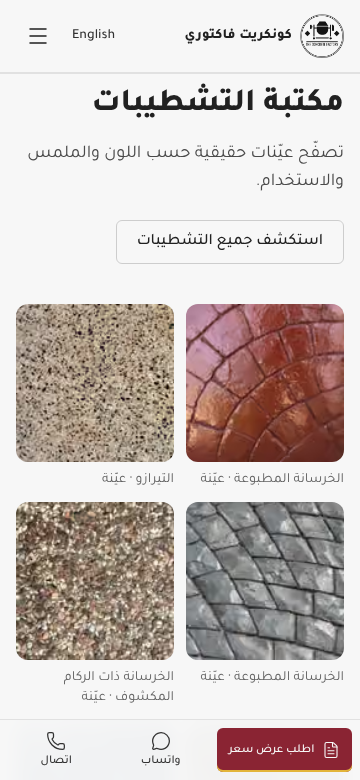 كونكريت فاكتوري
English
مكتبة التشطيبات
تصفّح عيّنات حقيقية حسب اللون والملمس
والاستخدام.
استكشف جميع التشطيبات
الخرسانة المطبوعة · عيّنة
التيرازو · عيّنة
الخرسانة المطبوعة · عيّنة
الخرسانة ذات الركام
المكشوف · عيّنة
اطلب عرض سعر
واتساب
اتصال